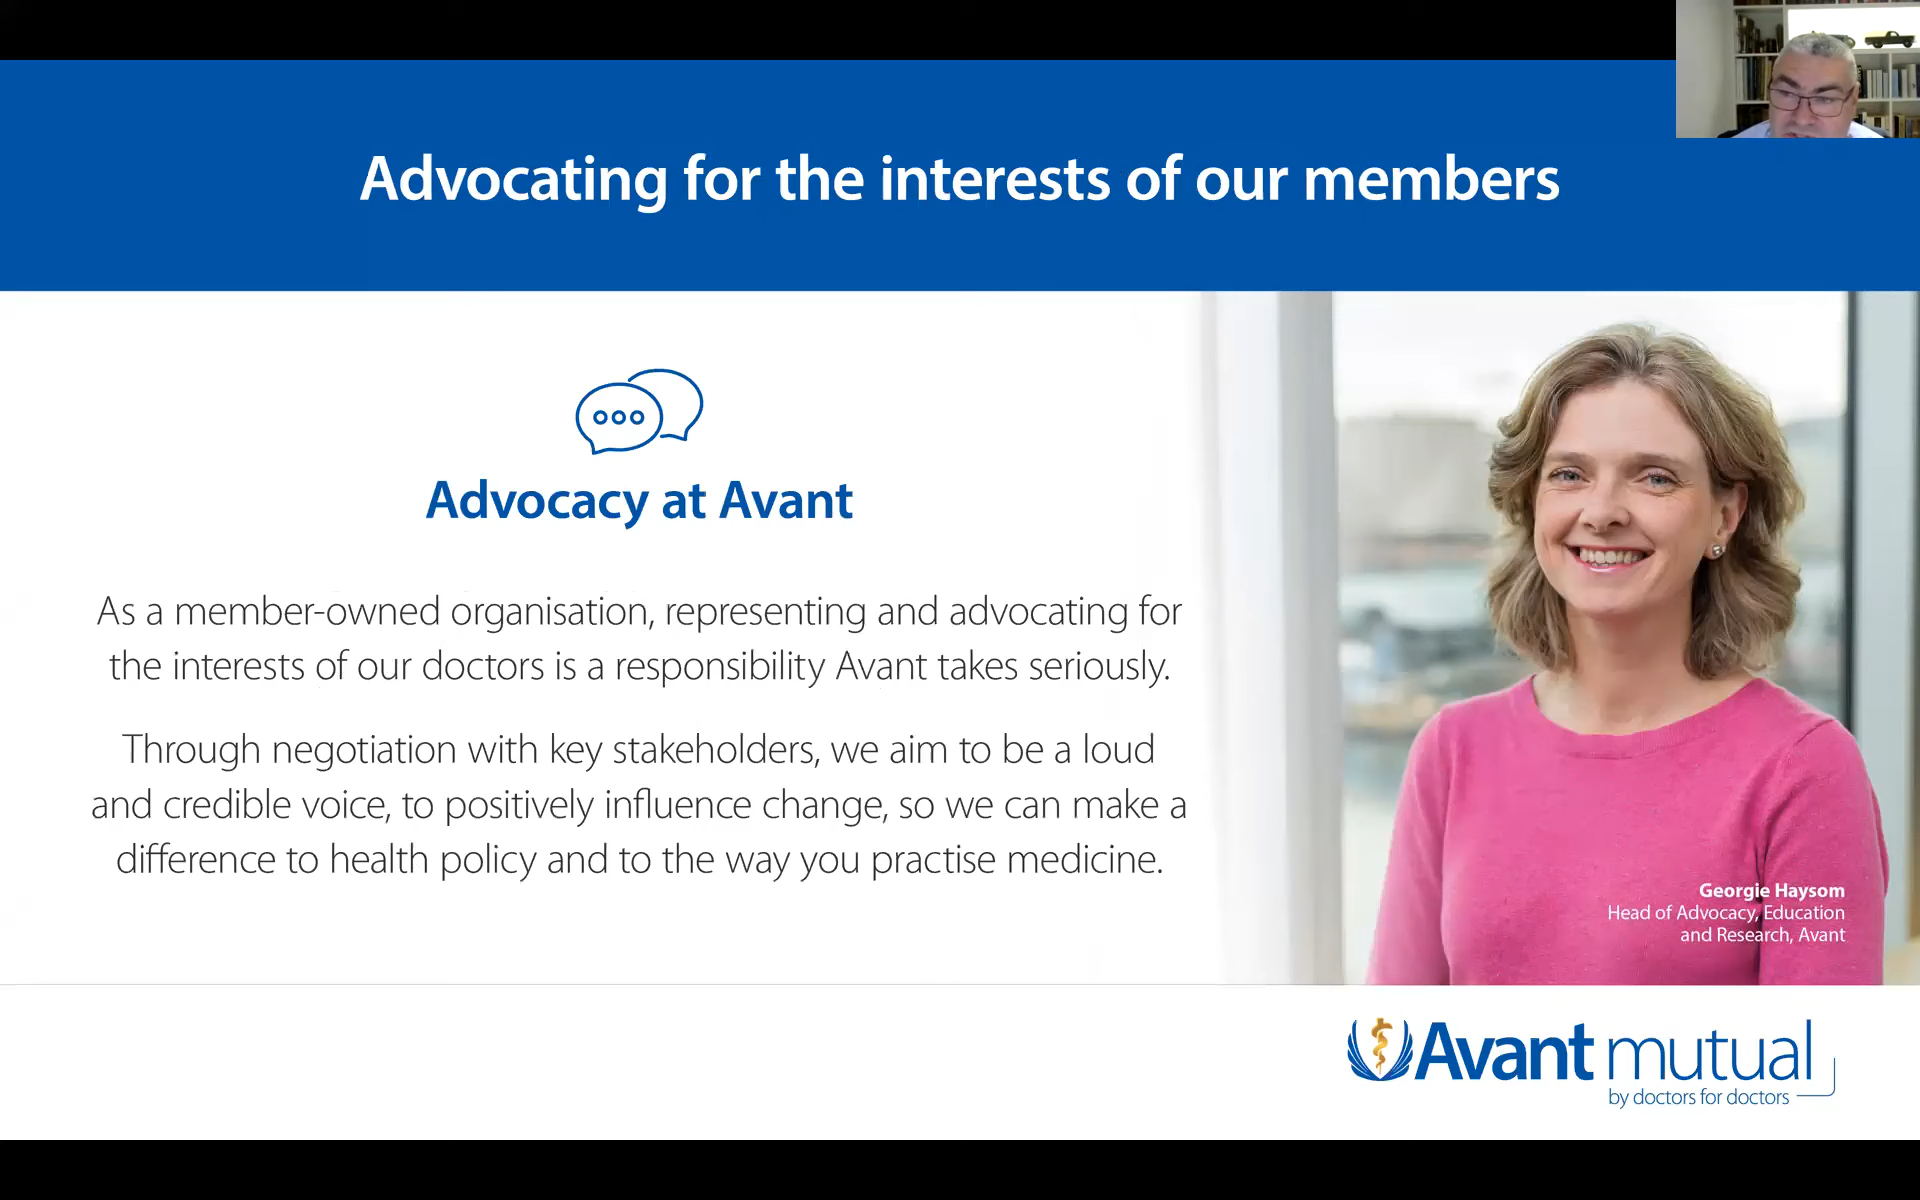 Advocating for the interests of our members
Advocacy at Avant
As a member-owned organisation, representing and advocating for
the interests of our doctors is a responsibility Avant takes seriously.
Through negotiation with key stakeholders, we aim to be a loud
and credible voice, to positively influence change, so we can make a
difference to health policy and to the way you practise medicine.
Georgie Haysom
Head of Advocacy, Education
and Research, Avant
Avant mutual
by doctors for doctors